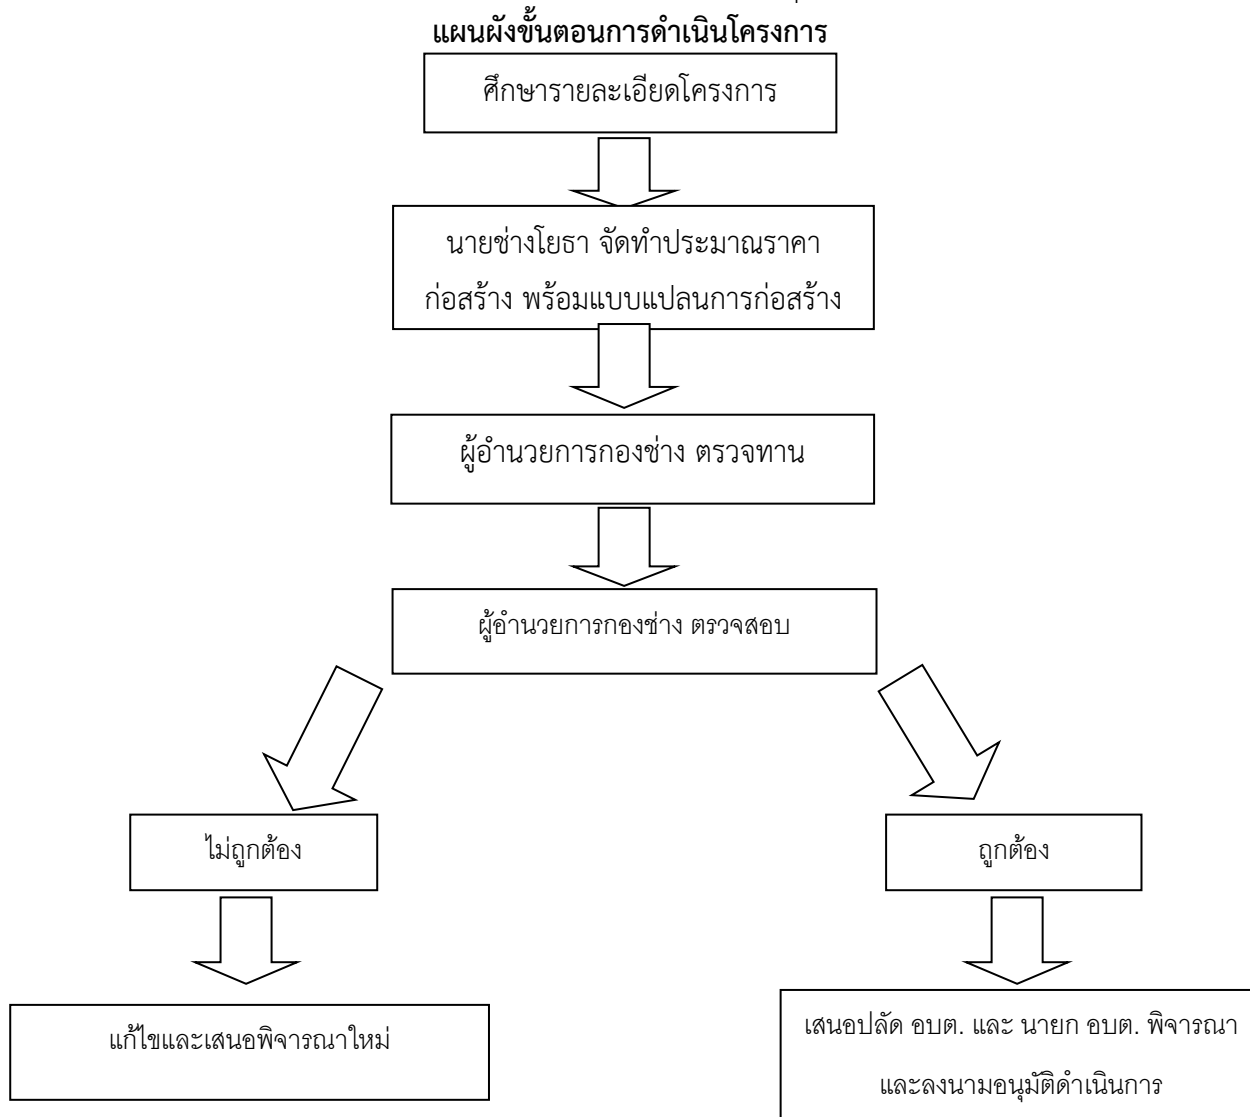 แผนผังขั้นตอนการดำเนินโครงการ
ศึกษารายละเอียดโครงการ
นายช่างโยธา จัดทำประมาณราคา
ก่อสร้าง พร้อมแบบแปลนการก่อสร้าง
ผู้อำนวยการกองช่าง ตรวจทาน
ผู้อำนวยการกองช่าง ตรวจสอบ
ไม่ถูกต้อง
ถูกต้อง
แก้ไขและเสนอพิจารณาใหม่
เสนอปลัด อบต. และ นายก อบต. พิจารณา
และลงนามอนุมัติดำเนินการ